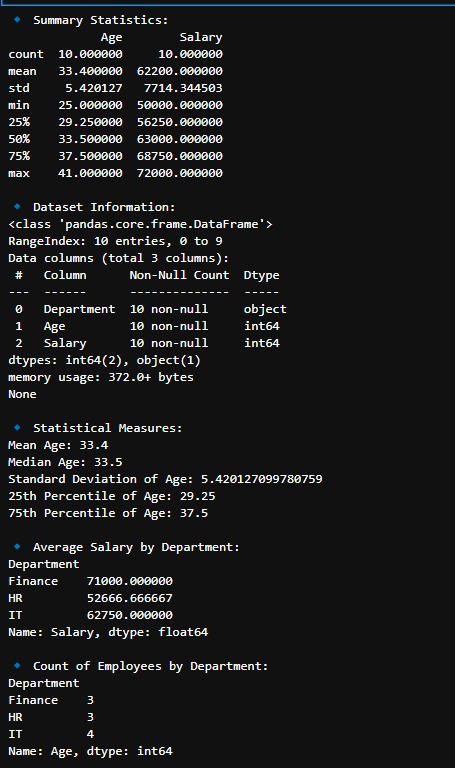 🔹 Summary Statistics:
             Age        Salary
count  10.000000     10.000000
mean   33.400000  62200.000000
std     5.420127   7714.344503
min    25.000000  50000.000000
25%    29.250000  56250.000000
50%    33.500000  63000.000000
75%    37.500000  68750.000000
max    41.000000  72000.000000
🔹 Dataset Information:
<class 'pandas.core.frame.DataFrame'>
RangeIndex: 10 entries, 0 to 9
Data columns (total 3 columns):
 #   Column      Non-Null Count  Dtype
---  ------      --------------  -----
 0   Department  10 non-null     object
 1   Age         10 non-null     int64
 2   Salary      10 non-null     int64
dtypes: int64(2), object(1)
memory usage: 372.0+ bytes
None
🔹 Statistical Measures:
Mean Age: 33.4
Median Age: 33.5
Standard Deviation of Age: 5.420127099780759
25th Percentile of Age: 29.25
75th Percentile of Age: 37.5
🔹 Average Salary by Department:
Department
Finance    71000.000000
HR         52666.666667
IT         62750.000000
Name: Salary, dtype: float64
🔹 Count of Employees by Department:
Department
Finance    3
HR         3
IT         4
Name: Age, dtype: int64